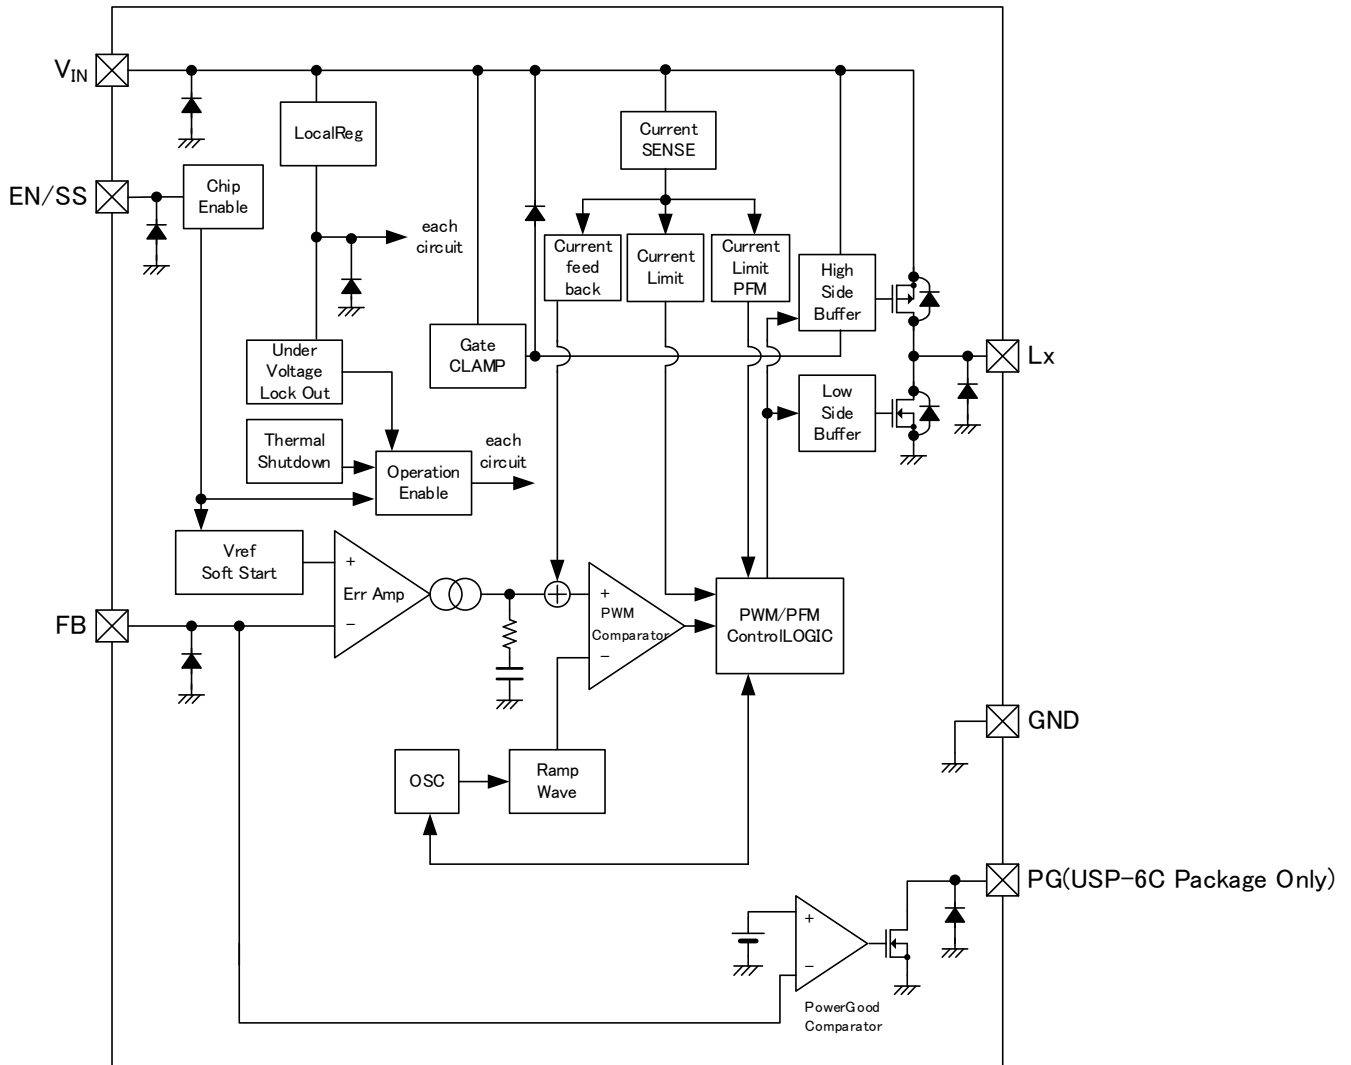 VIN
LocalReg
Current
SENSE
EN/SS
Chip
Enable
each
circuit
Current
feed
back
Current
Limit
Current
Limit
PFM
High
Side
Buffer
Under
Voltage
Lock Out
Gate
CLAMP
Lx
Low
Side
Buffer
Thermal
Shutdown
Operation
Enable
each
circuit
Vref
Soft Start
+
Err Amp
−
+
PWM
Comparator
−
PWM/PFM
ControlLOGIC
FB
GND
OSC
Ramp
Wave
PG(USP-6C Package Only)
+
−
PowerGood
Comparator